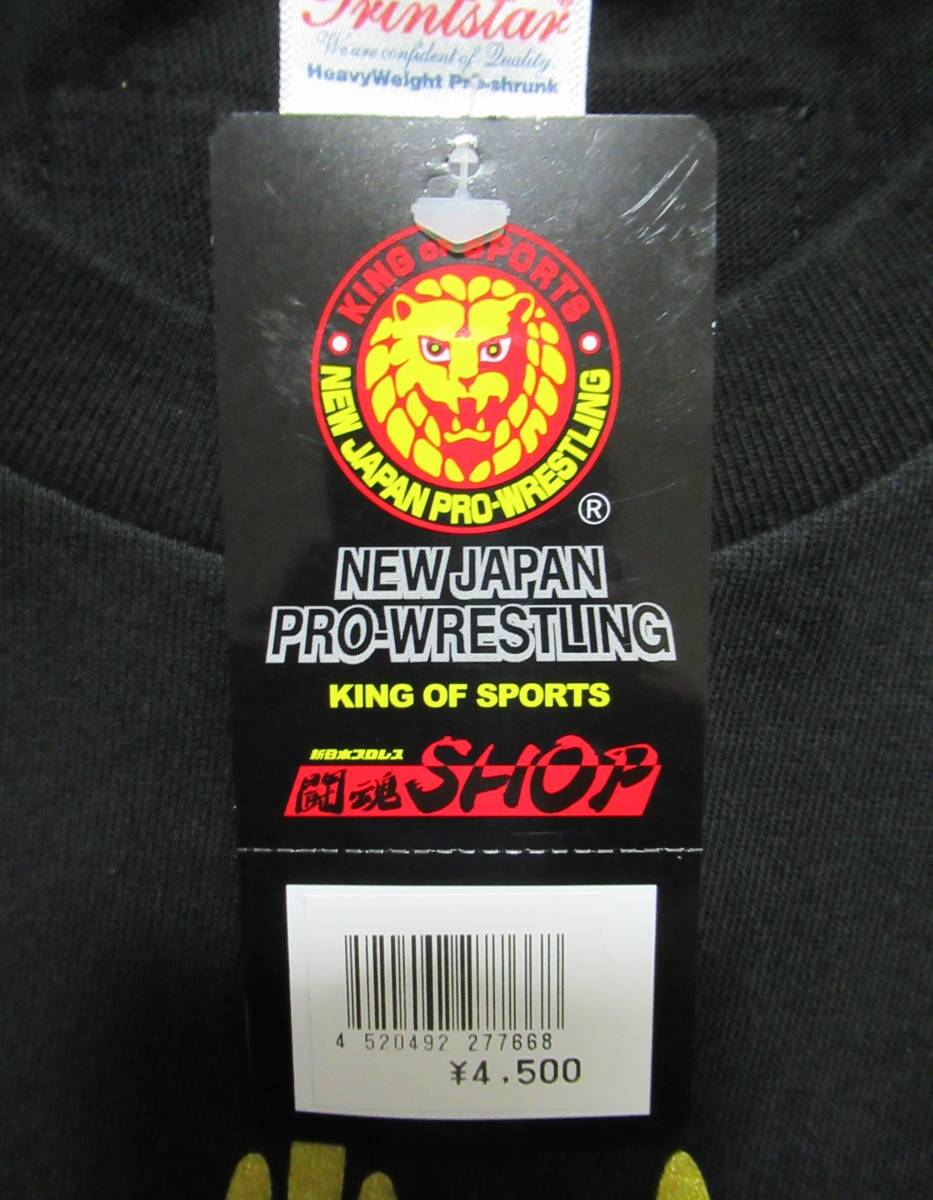 Printstar
We are confident of Quality
HeavyWeight Pre-shrunk
KING OF SPORTS
NEW JAPAN PRO-WRESTLING
®
NEW JAPAN
PRO-WRESTLING
KING OF SPORTS
新日本プロレス
闘魂SHOP
4 520492 277668
¥4,500